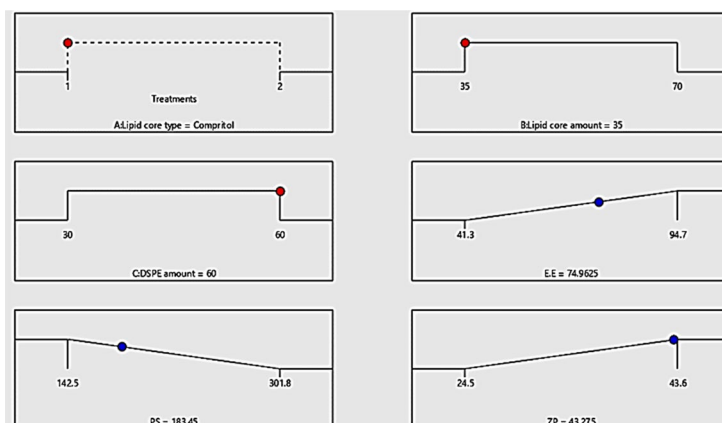 1 2
Treatments
A:Lipid core type = Compritol
35 70
B:Lipid core amount = 35
30 60
C:DSPE amount = 60
41.3 94.7
E.E = 74.9625
142.5 301.8
PS = 183.45
24.5 43.6
ZP = 43.275